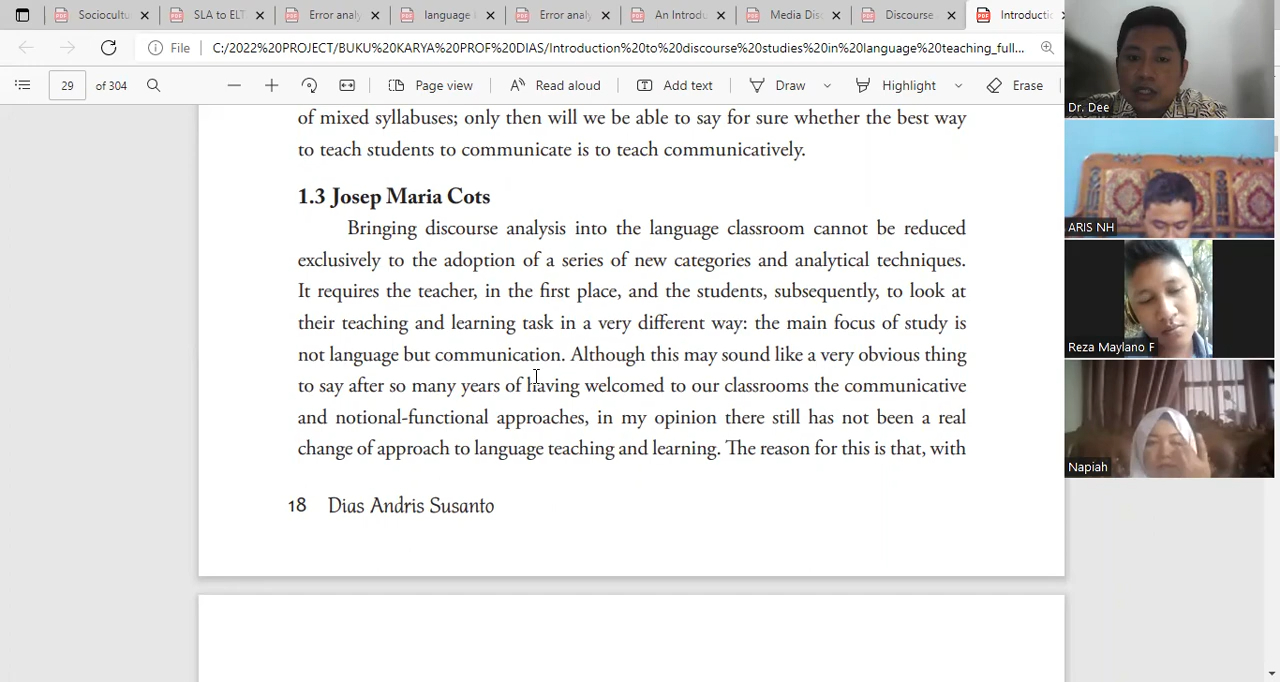 Sociocultu
SLA to ELT
Error analy
language
Error analy
An Introdu
Media Disc
Discourse
Introductio
File
C:/2022%20PROJECT/BUKU%20KARYA%20PROF%20DIAS/Introduction%20to%20discourse%20studies%20in%20language%20teaching_full...
29 of 304
Page view
Read aloud
Add text
Draw
Highlight
Erase
of mixed syllabuses; only then will we be able to say for sure whether the best way
to teach students to communicate is to teach communicatively.
1.3 Josep Maria Cots
Bringing discourse analysis into the language classroom cannot be reduced
exclusively to the adoption of a series of new categories and analytical techniques.
It requires the teacher, in the first place, and the students, subsequently, to look at
their teaching and learning task in a very different way: the main focus of study is
not language but communication. Although this may sound like a very obvious thing
to say after so many years of having welcomed to our classrooms the communicative
and notional-functional approaches, in my opinion there still has not been a real
change of approach to language teaching and learning. The reason for this is that, with
18 Dias Andris Susanto
Dr. Dee
ARIS NH
Reza Maylano F
Napiah